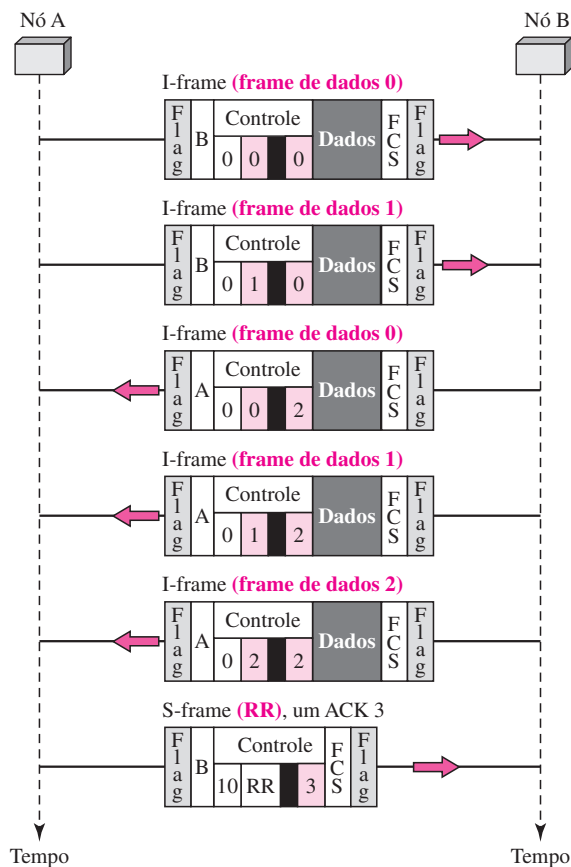 Nó A
Nó B
I-frame (frame de dados 0)
Flag B Controle 0 0 0 Dados FCS Flag
I-frame (frame de dados 1)
Flag B Controle 0 1 0 Dados FCS Flag
I-frame (frame de dados 0)
Flag A Controle 0 0 2 Dados FCS Flag
I-frame (frame de dados 1)
Flag A Controle 0 1 2 Dados FCS Flag
I-frame (frame de dados 2)
Flag A Controle 0 2 2 Dados FCS Flag
S-frame (RR), um ACK 3
Flag B Controle 10 RR 3 FCS Flag
Tempo
Tempo